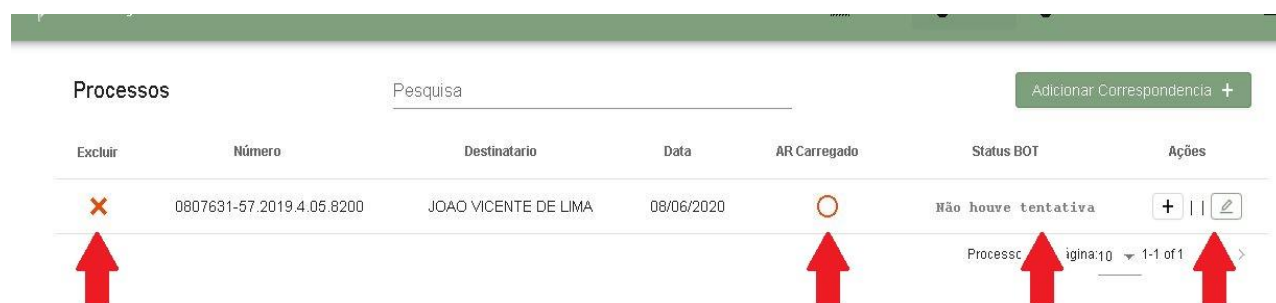 Processos Pesquisa Adicionar Correspondencia +
Excluir Número Destinatario Data AR Carregado Status BOT Ações
0807631-57.2019.4.05.8200 JOAO VICENTE DE LIMA 08/06/2020 Não houve tentativa + | |
10 1-1 of 1